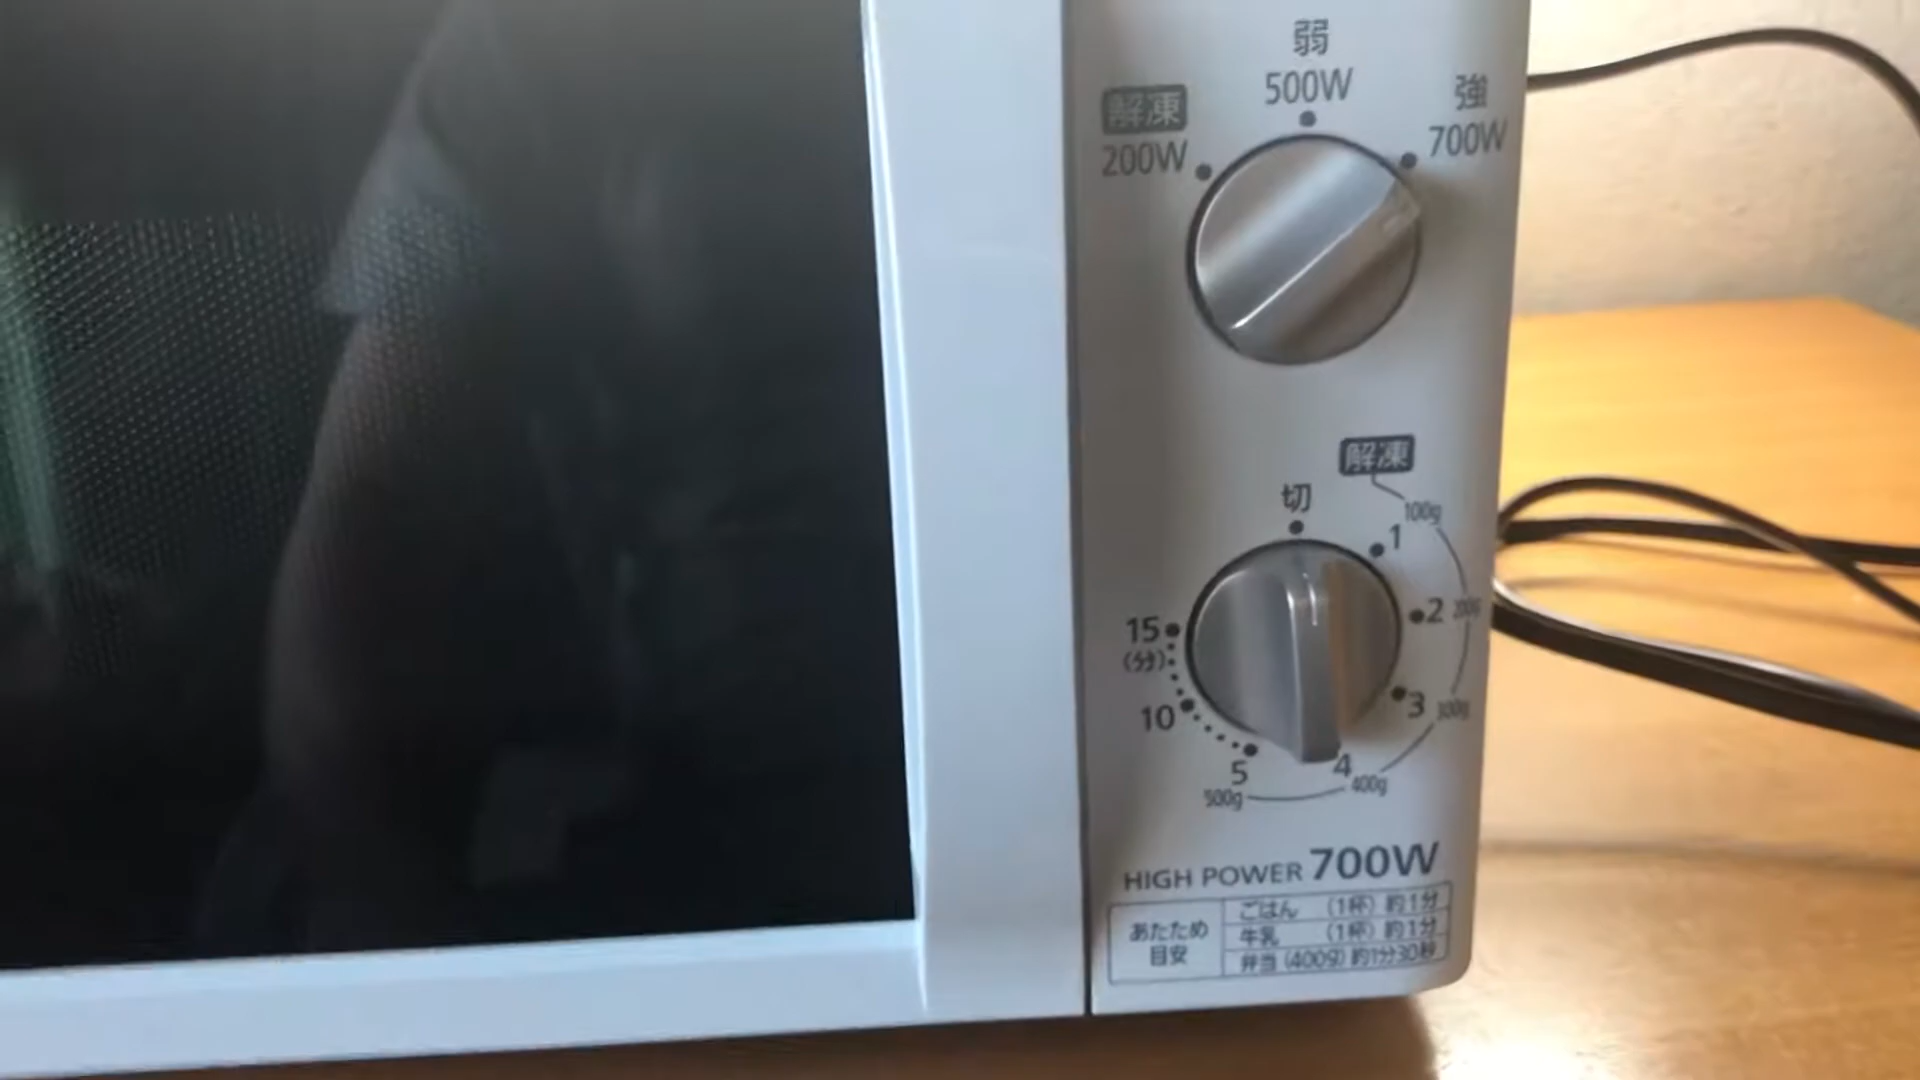 弱
500W
強
700W
解凍
200W
解凍
100g
切
1
2 200g
3 300g
4
400g
5
500g
10
15
(分)
HIGH POWER 700W
あたため
目安
ごはん (1杯) 約1分
牛乳 (1杯) 約1分
弁当 (400g) 約1分30秒